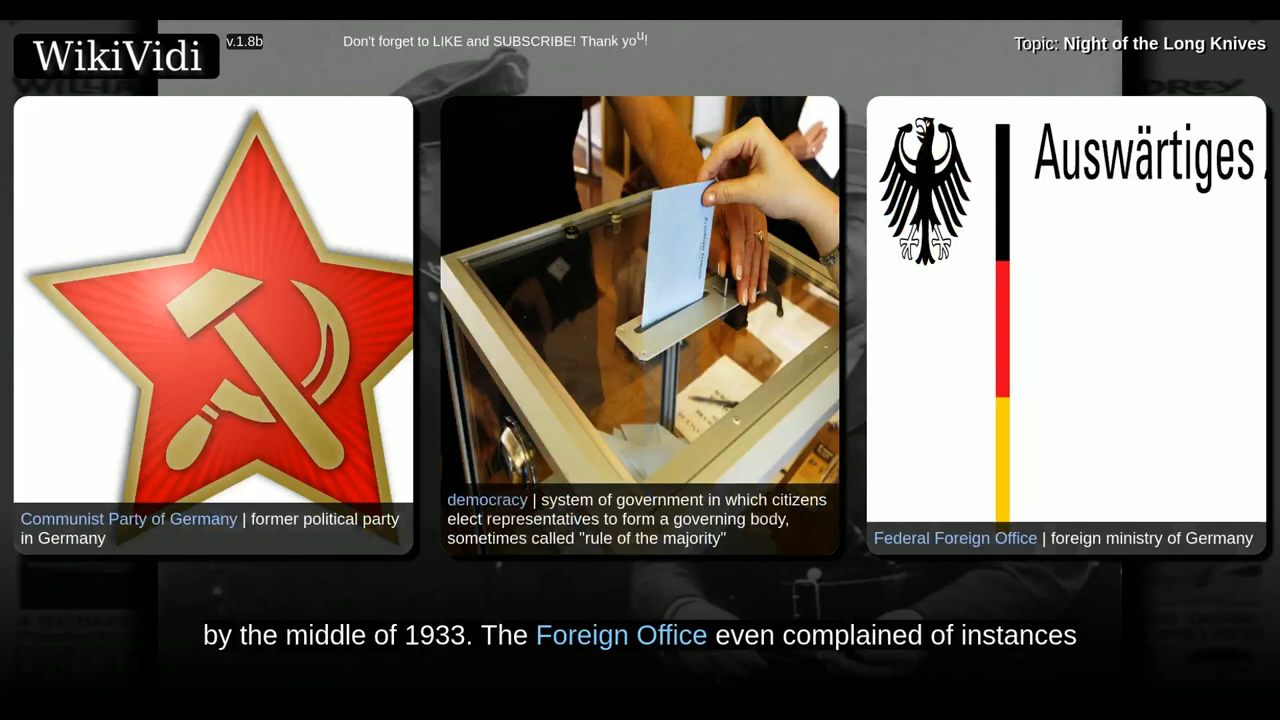 WikiVidi
v.1.8b
Don't forget to LIKE and SUBSCRIBE! Thank you!
Topic: Night of the Long Knives
Auswärtiges
Communist Party of Germany | former political party
in Germany
democracy | system of government in which citizens
elect representatives to form a governing body,
sometimes called "rule of the majority"
Federal Foreign Office | foreign ministry of Germany
by the middle of 1933. The Foreign Office even complained of instances